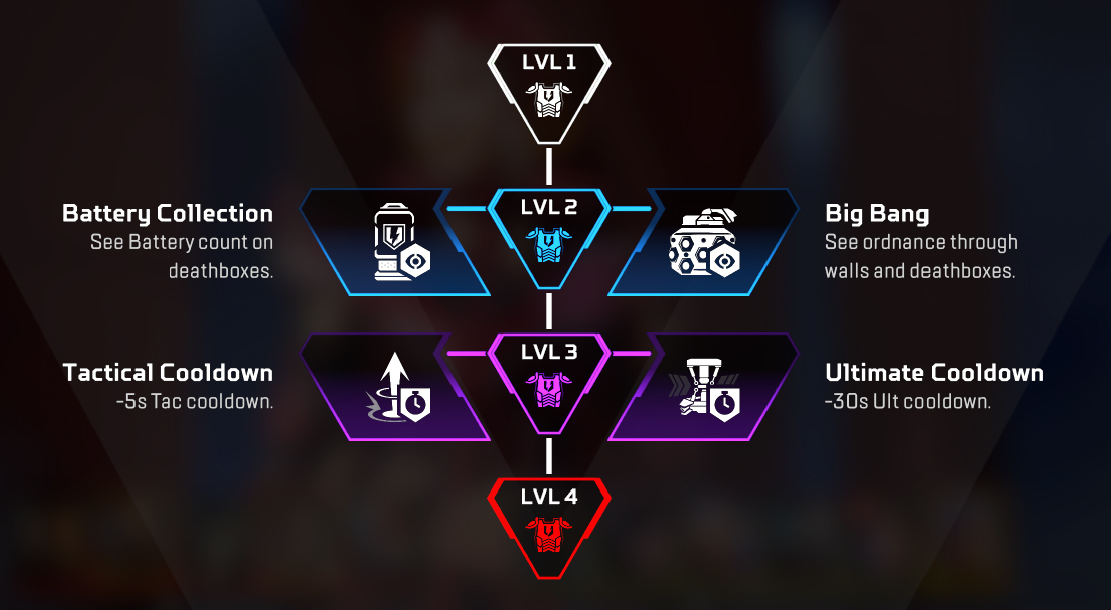 LVL 1
Battery Collection
See Battery count on
deathboxes.
LVL 2
Big Bang
See ordnance through
walls and deathboxes.
Tactical Cooldown
-5s Tac cooldown.
LVL 3
Ultimate Cooldown
-30s Ult cooldown.
LVL 4